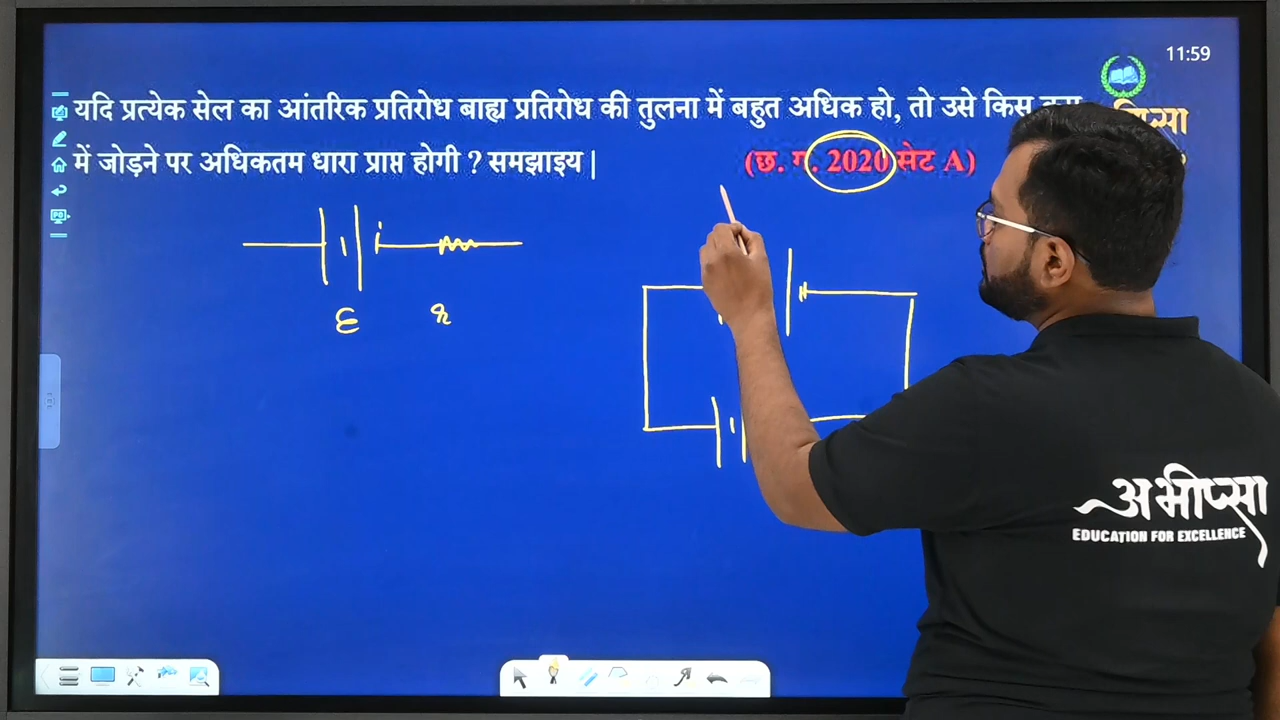 11:59
यदि प्रत्येक सेल का आंतरिक प्रतिरोध बाह्य प्रतिरोध की तुलना में बहुत अधिक हो, तो उसे किस
में जोड़ने पर अधिकतम धारा प्राप्त होगी ? समझाइय |
(छ. ग. 2020 सेट A)
ε r
अभीप्सा
EDUCATION FOR EXCELLENCE